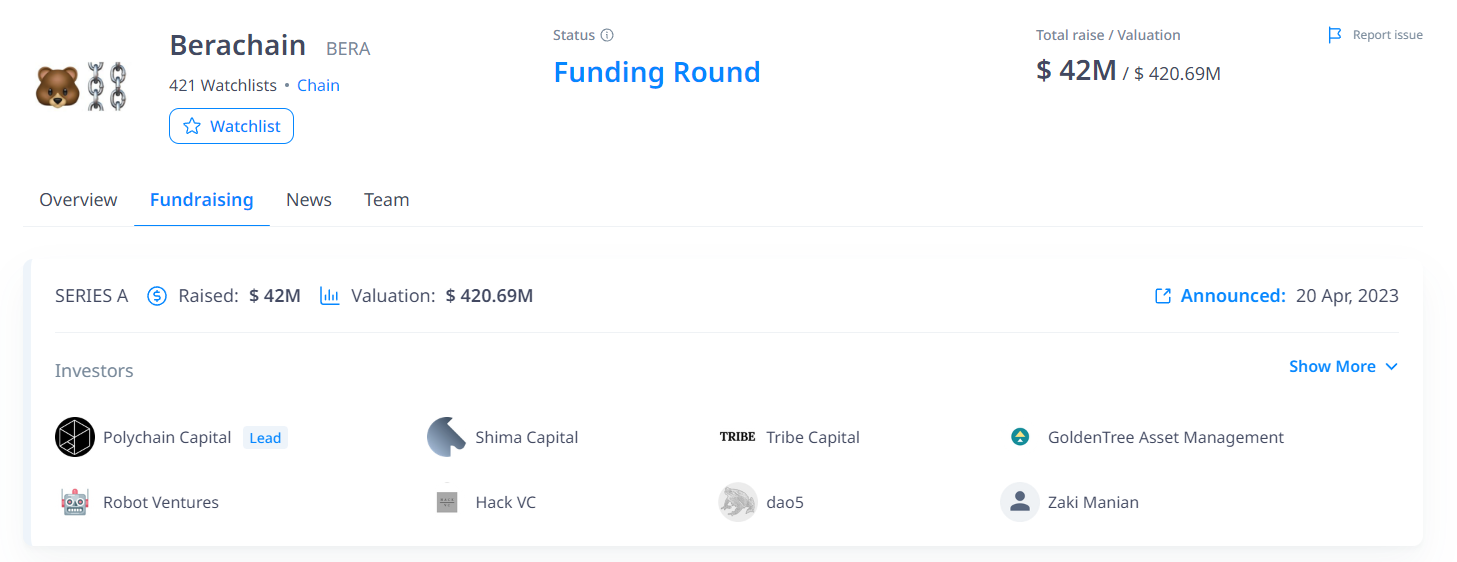 Berachain BERA
421 Watchlists • Chain
Watchlist
Status
Funding Round
Total raise / Valuation
$ 42M / $ 420.69M
Report issue
Overview Fundraising News Team
SERIES A Raised: $ 42M Valuation: $ 420.69M Announced: 20 Apr, 2023
Investors Show More
Polychain Capital Lead Shima Capital TRIBE Tribe Capital GoldenTree Asset Management
Robot Ventures Hack VC dao5 Zaki Manian